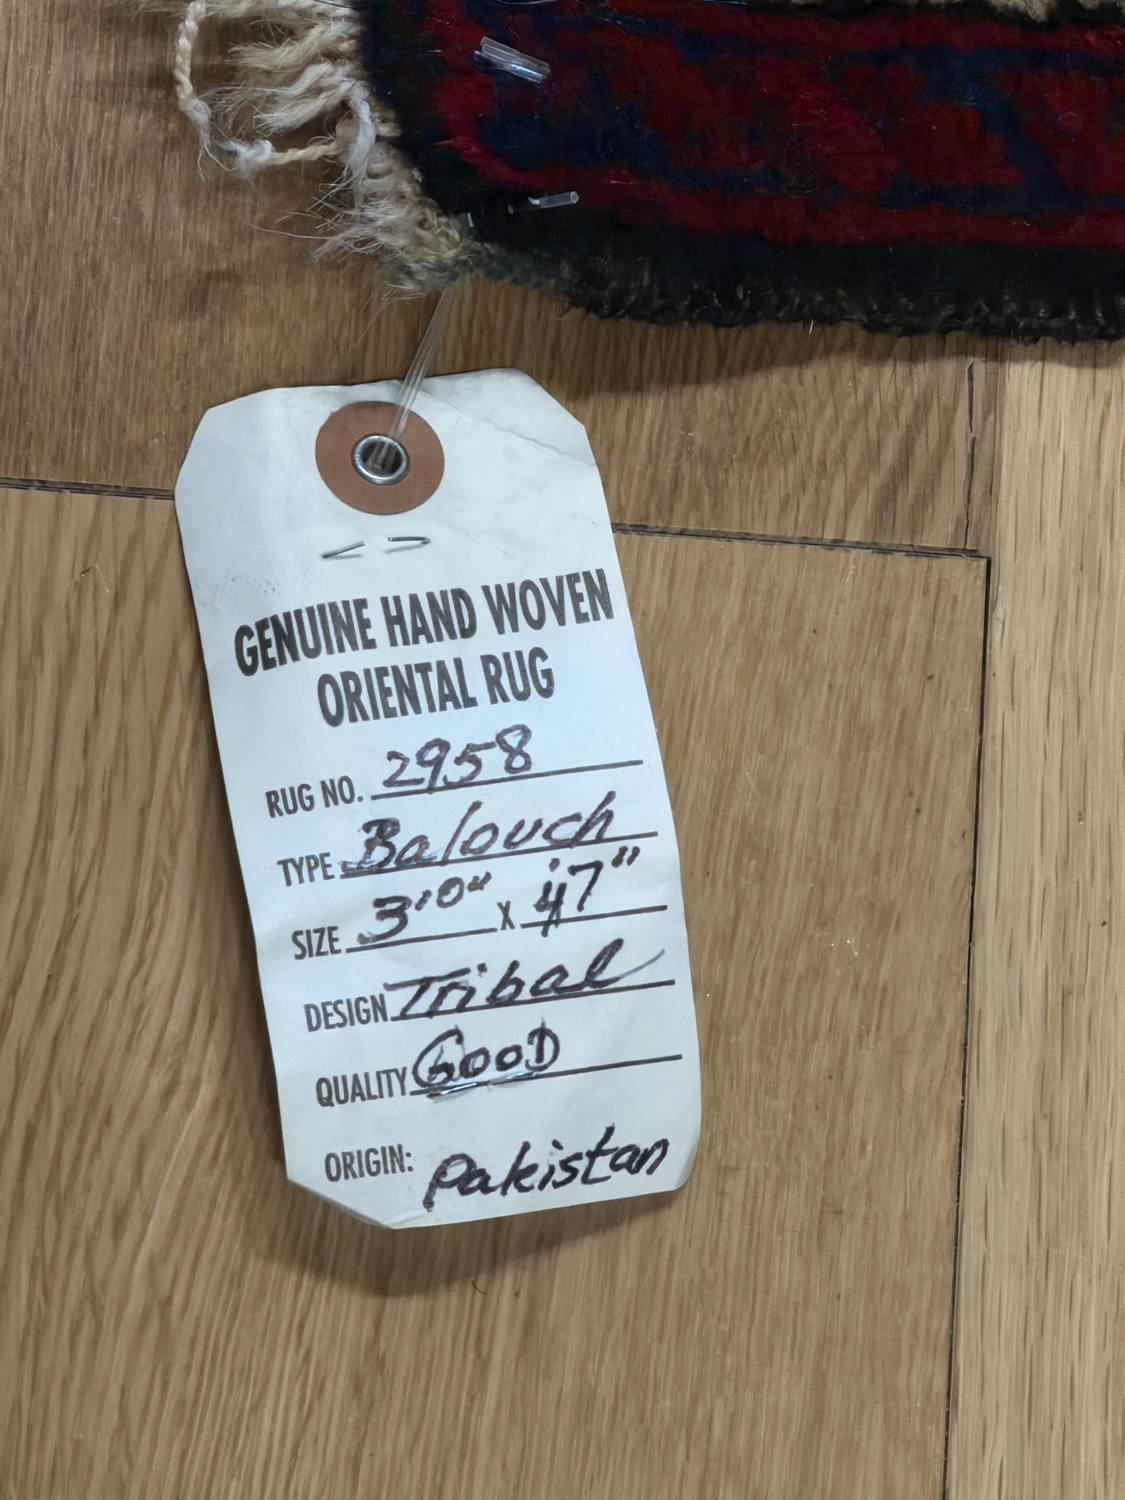 GENUINE HAND WOVEN
ORIENTAL RUG
RUG NO. 2958
TYPE Balouch
SIZE 3'0" x 4'7"
DESIGN Tribal
QUALITY GOOD
ORIGIN: Pakistan